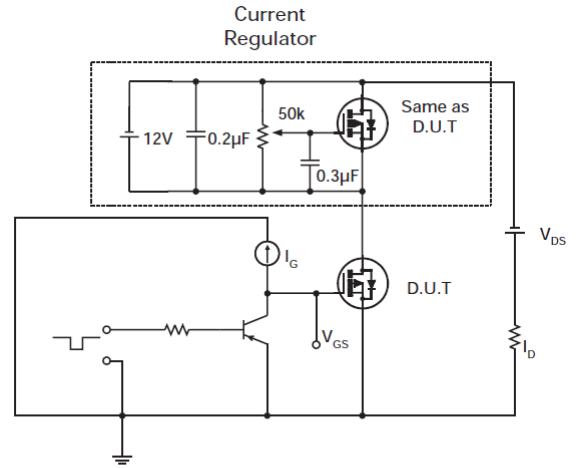 Current
Regulator
Same as
D.U.T
50k
12V
0.2µF
0.3µF
VDS
IG
D.U.T
VGS
ID